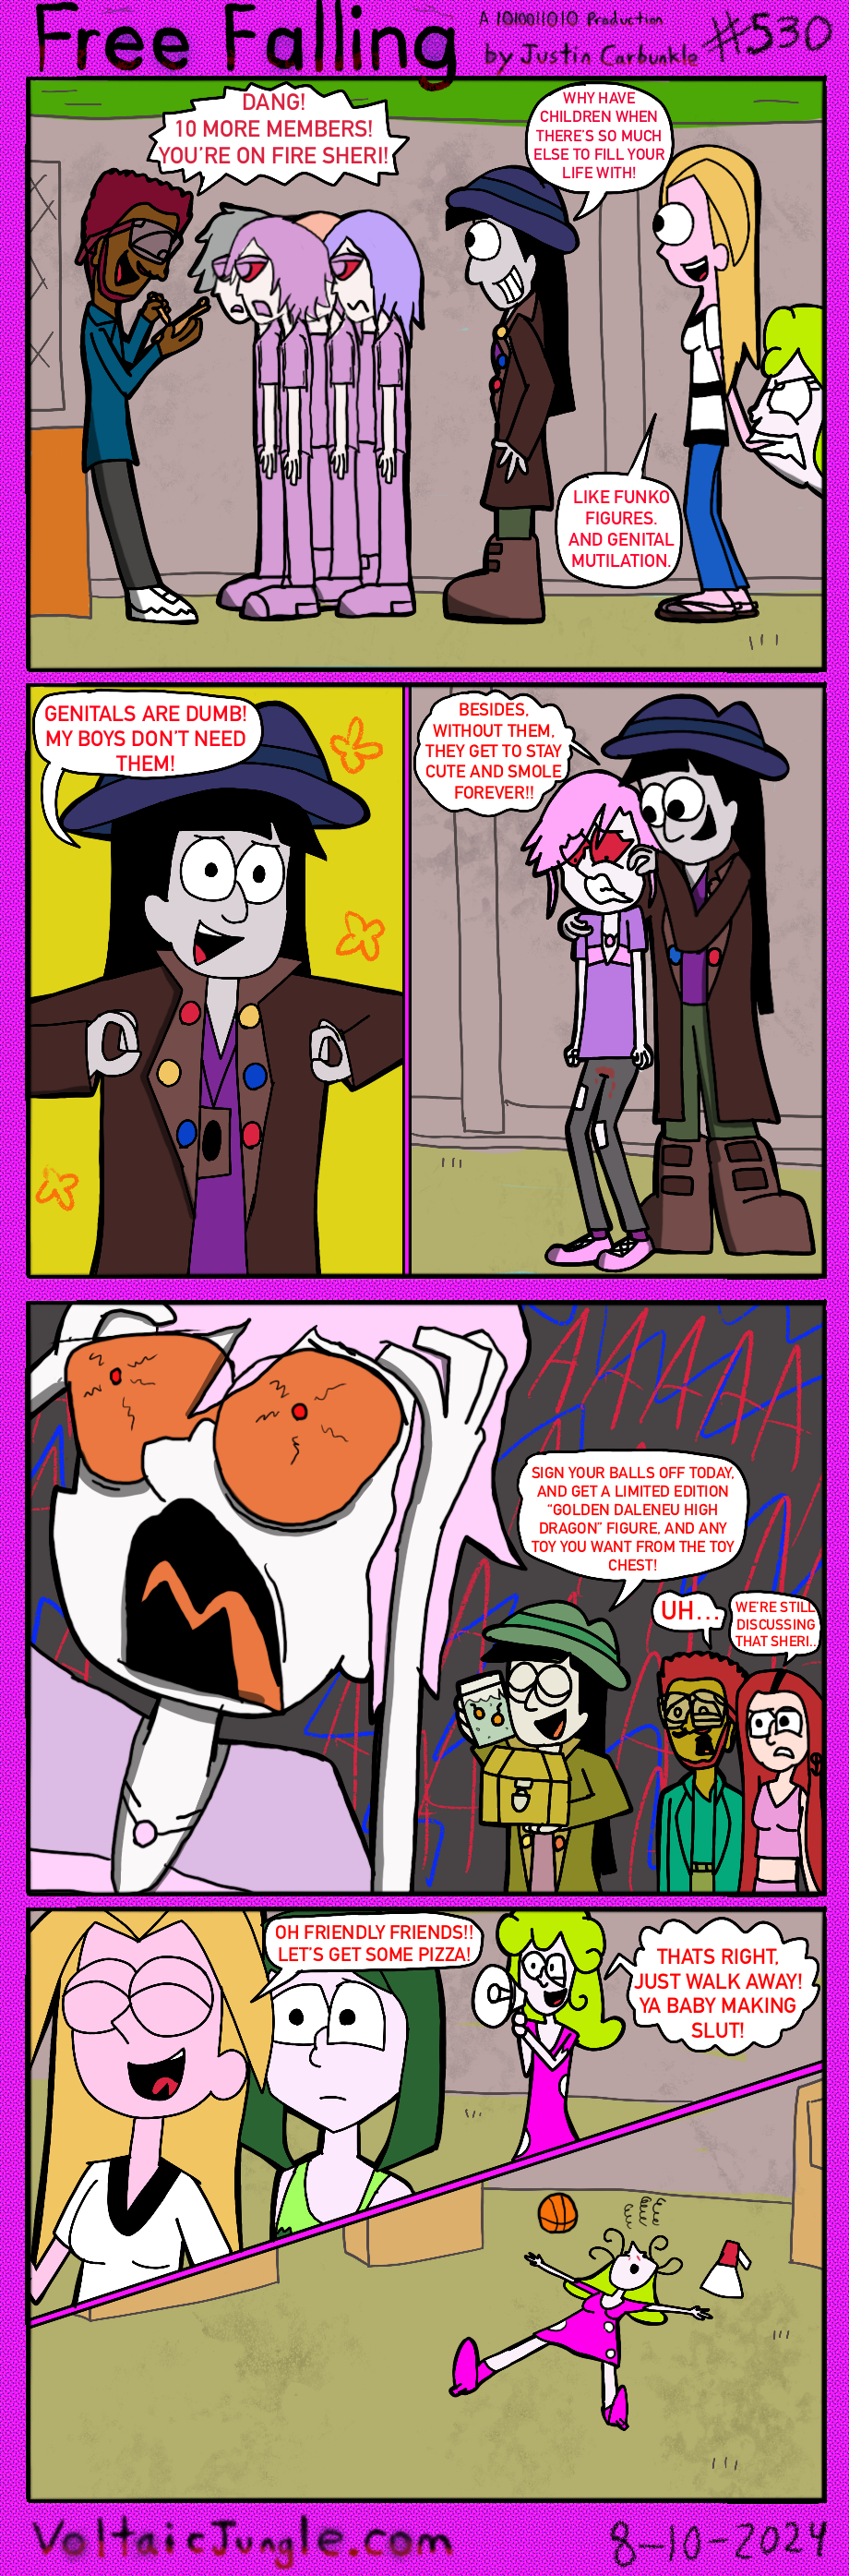 Free Falling
A 1010011010 Production
by Justin Carbunkle
#530
DANG!
10 MORE MEMBERS!
YOU'RE ON FIRE SHERI!
WHY HAVE
CHILDREN WHEN
THERE'S SO MUCH
ELSE TO FILL YOUR
LIFE WITH!
LIKE FUNKO
FIGURES.
AND GENITAL
MUTILATION.
GENITALS ARE DUMB!
MY BOYS DON'T NEED
THEM!
BESIDES,
WITHOUT THEM,
THEY GET TO STAY
CUTE AND SMOLE
FOREVER!!
AAAAA
SIGN YOUR BALLS OFF TODAY,
AND GET A LIMITED EDITION
"GOLDEN DALENEU HIGH
DRAGON" FIGURE, AND ANY
TOY YOU WANT FROM THE TOY
CHEST!
UH...
WE'RE STILL
DISCUSSING
THAT SHERI..
OH FRIENDLY FRIENDS!!
LET'S GET SOME PIZZA!
THATS RIGHT,
JUST WALK AWAY!
YA BABY MAKING
SLUT!
VoltaicJungle.com
8-10-2024